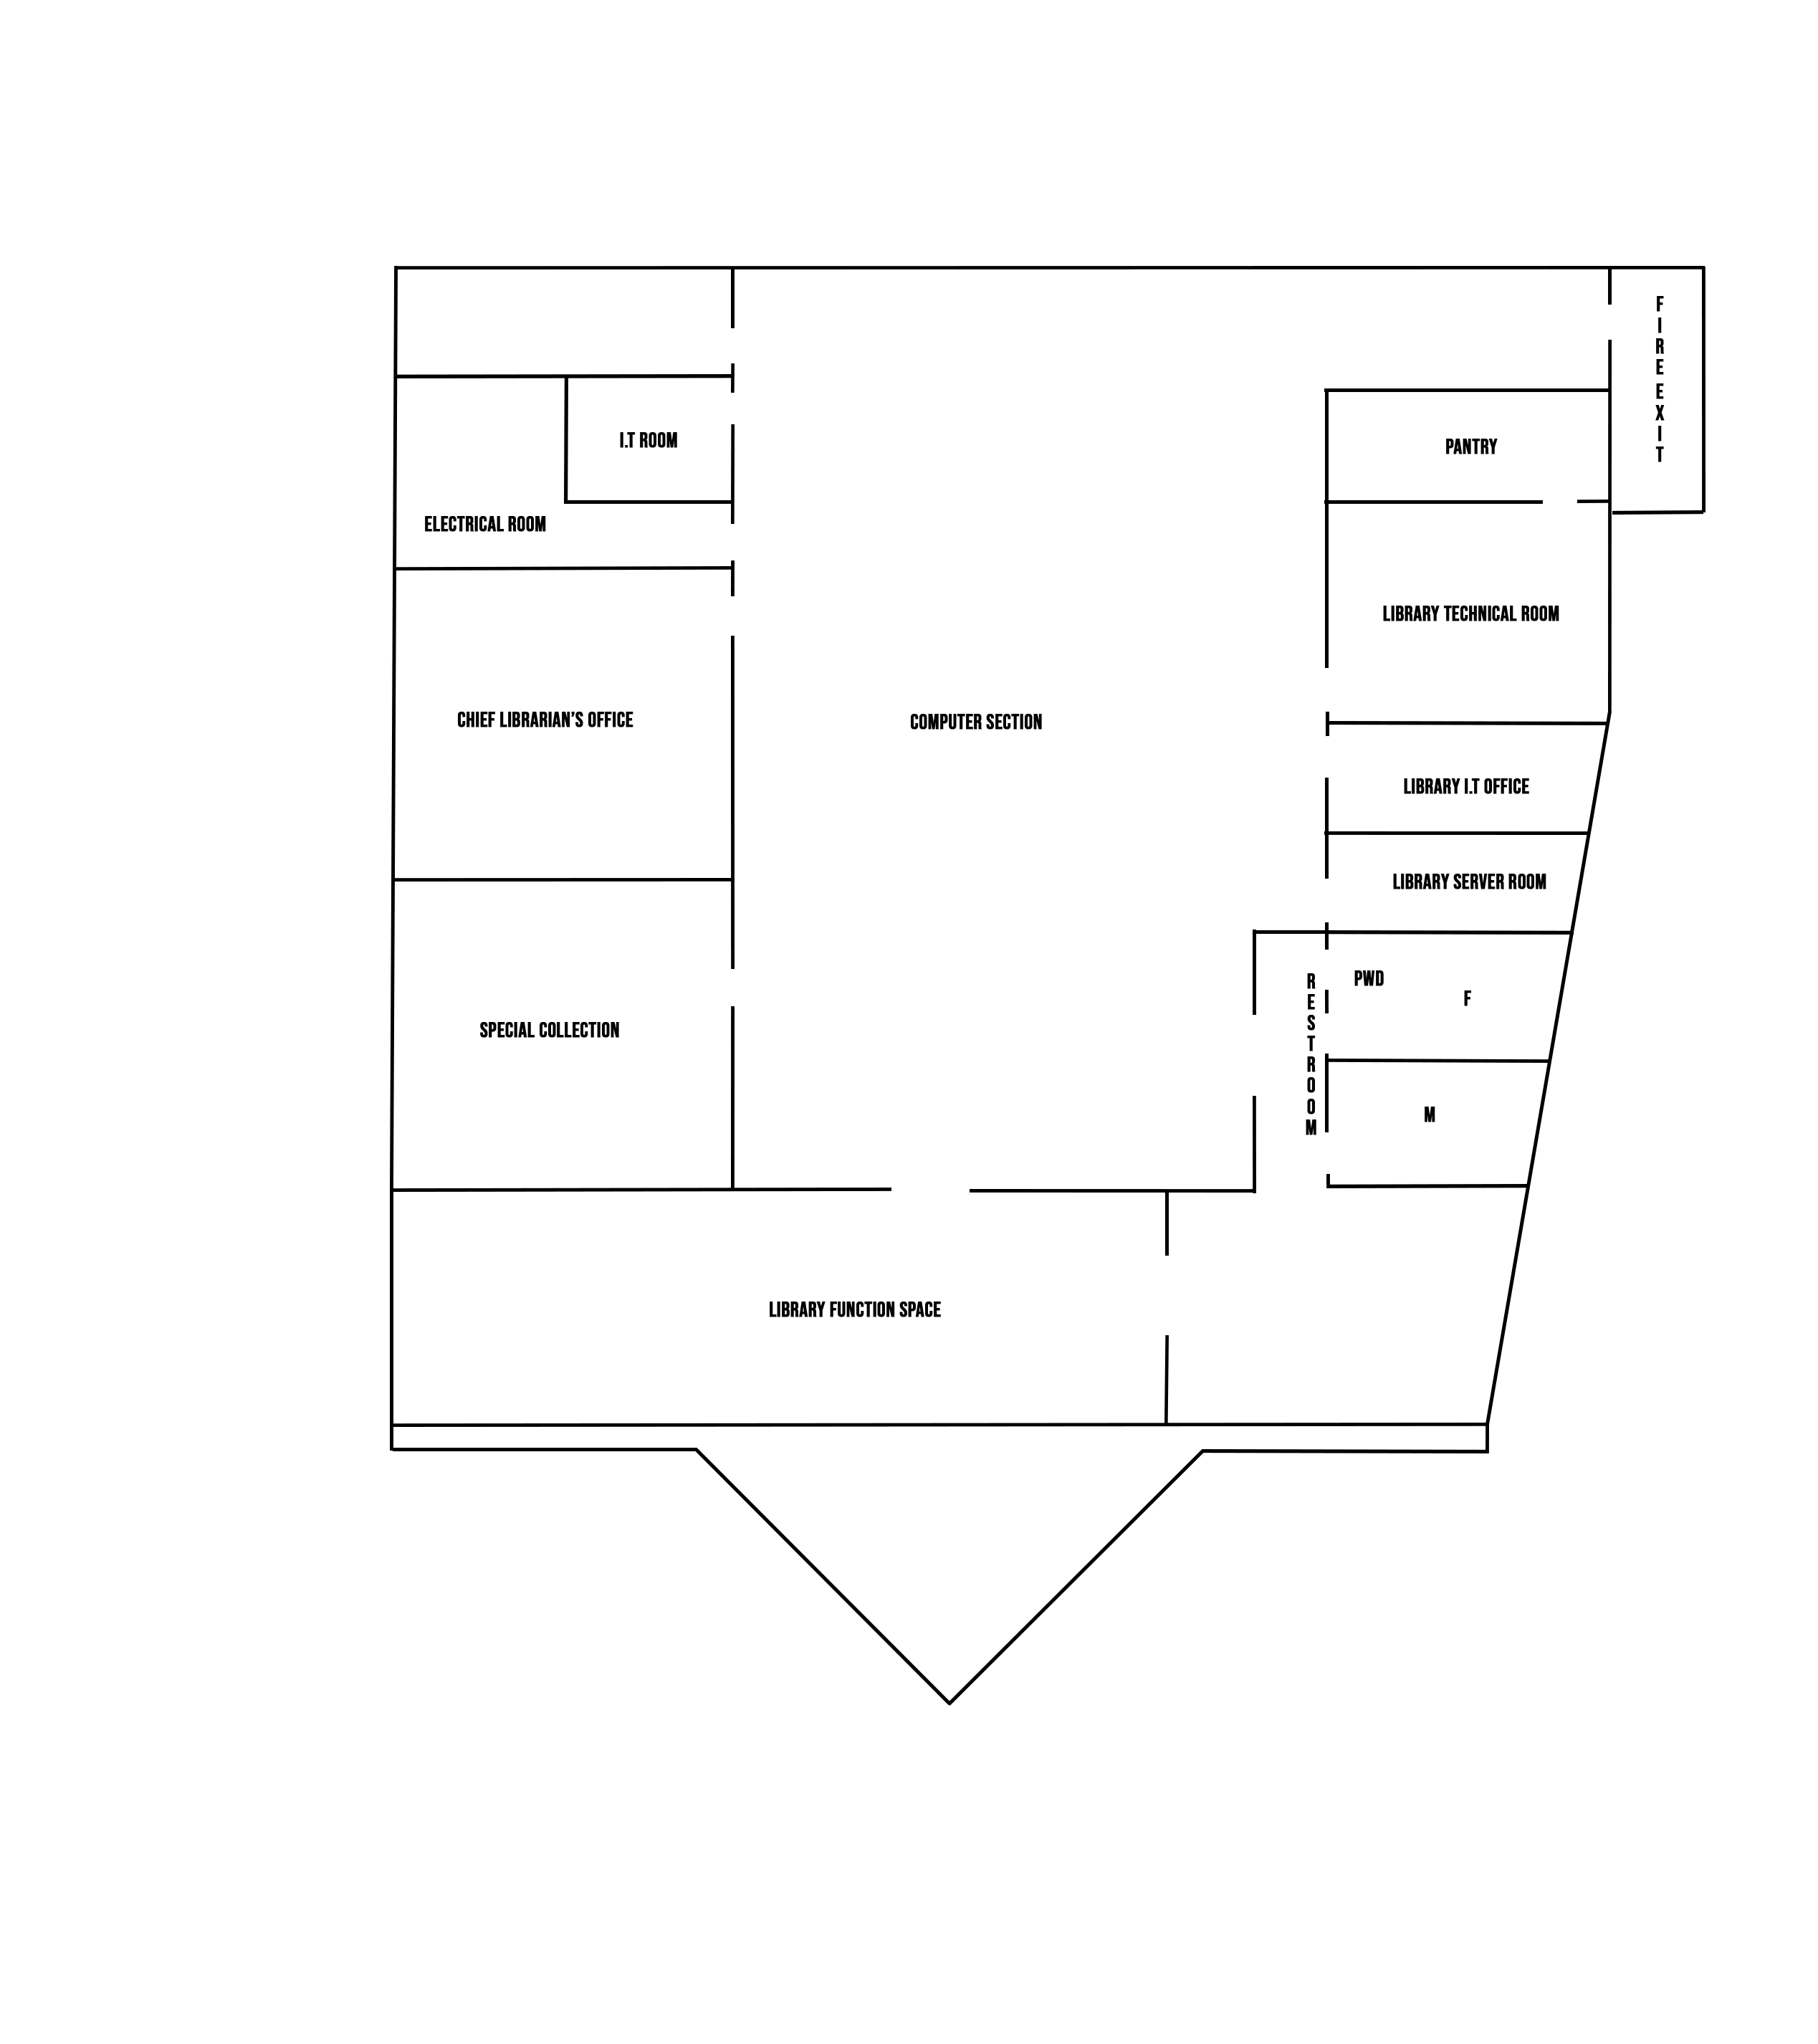 FIRE EXIT
I.T ROOM
PANTRY
ELECTRICAL ROOM
LIBRARY TECHNICAL ROOM
CHIEF LIBRARIAN'S OFFICE
COMPUTER SECTION
LIBRARY I.T OFFICE
LIBRARY SERVER ROOM
RESTROOM
PWD
F
SPECIAL COLLECTION
M
LIBRARY FUNCTION SPACE